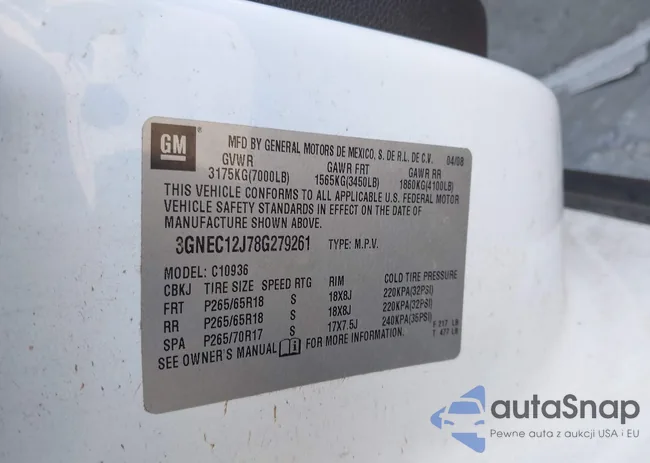 GM
MFD BY GENERAL MOTORS DE MEXICO, S. DE R.L. DE C.V. 04/08
GVWR GAWR FRT GAWR RR
3175KG(7000LB) 1565KG(3450LB) 1860KG(4100LB)
THIS VEHICLE CONFORMS TO ALL APPLICABLE U.S. FEDERAL MOTOR
VEHICLE SAFETY STANDARDS IN EFFECT ON THE DATE OF
MANUFACTURE SHOWN ABOVE.
3GNEC12J78G279261 TYPE: M.P.V.
MODEL: C10936
CBKJ TIRE SIZE SPEED RTG RIM COLD TIRE PRESSURE
FRT P265/65R18 S 18X8J 220KPA(32PSI)
RR P265/65R18 S 18X8J 220KPA(32PSI)
SPA P265/70R17 S 17X7.5J 240KPA(35PSI)
SEE OWNER'S MANUAL FOR MORE INFORMATION.
F 217 LB
T 477 LB
autaSnap
Pewne auta z aukcji USA i EU